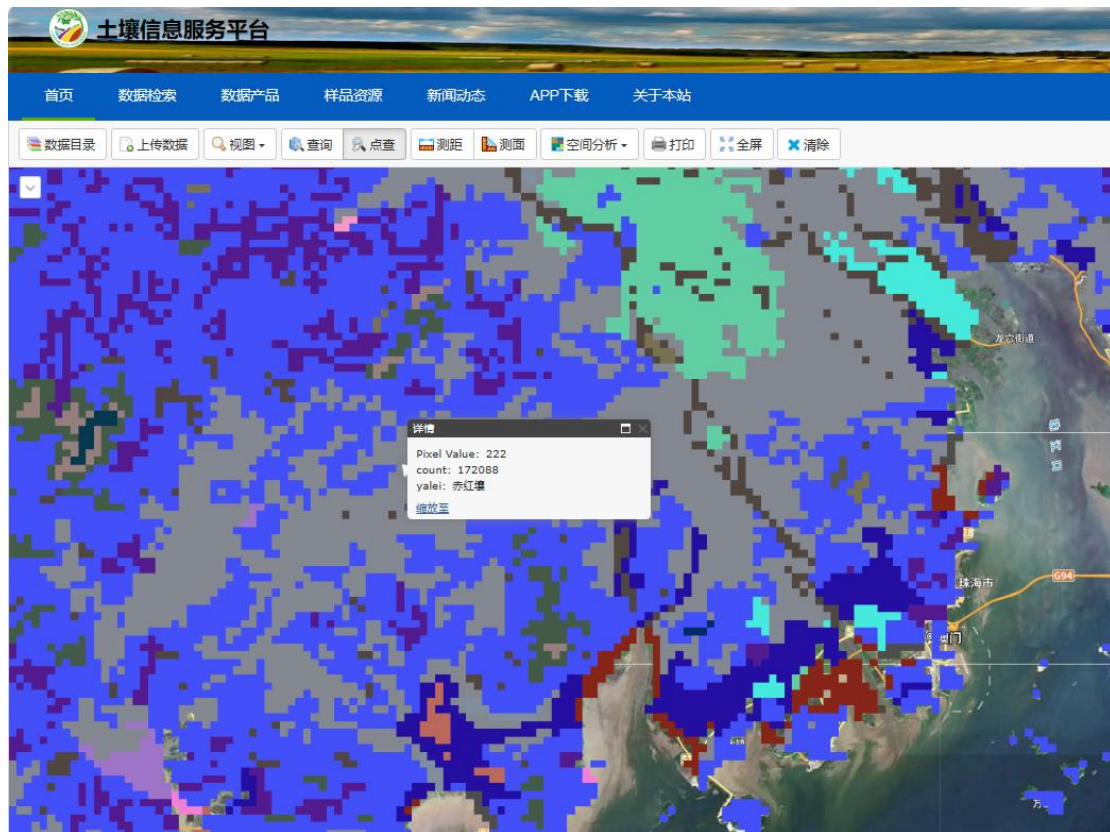 土壤信息服务平台
首页 数据检索 数据产品 样品资源 新闻动态 APP下载 关于本站
数据目录 上传数据 视图 查询 点查 测距 测面 空间分析 打印 全屏 清除
龙穴街道
详情
Pixel Value: 222
count: 172088
yalei: 赤红壤
缩放至
G94
珠海市
门
万